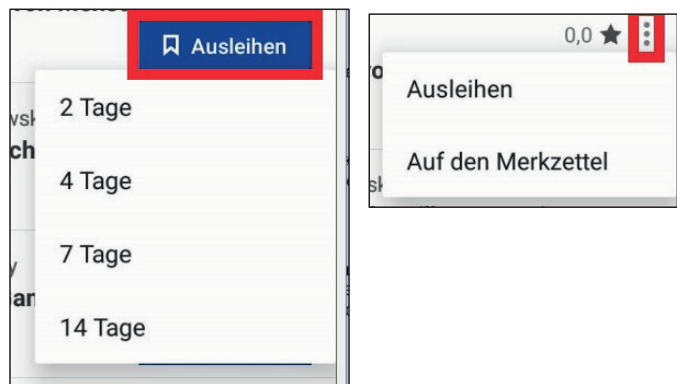 Ausleihen
2 Tage
4 Tage
7 Tage
14 Tage
0,0
Ausleihen
Auf den Merkzettel